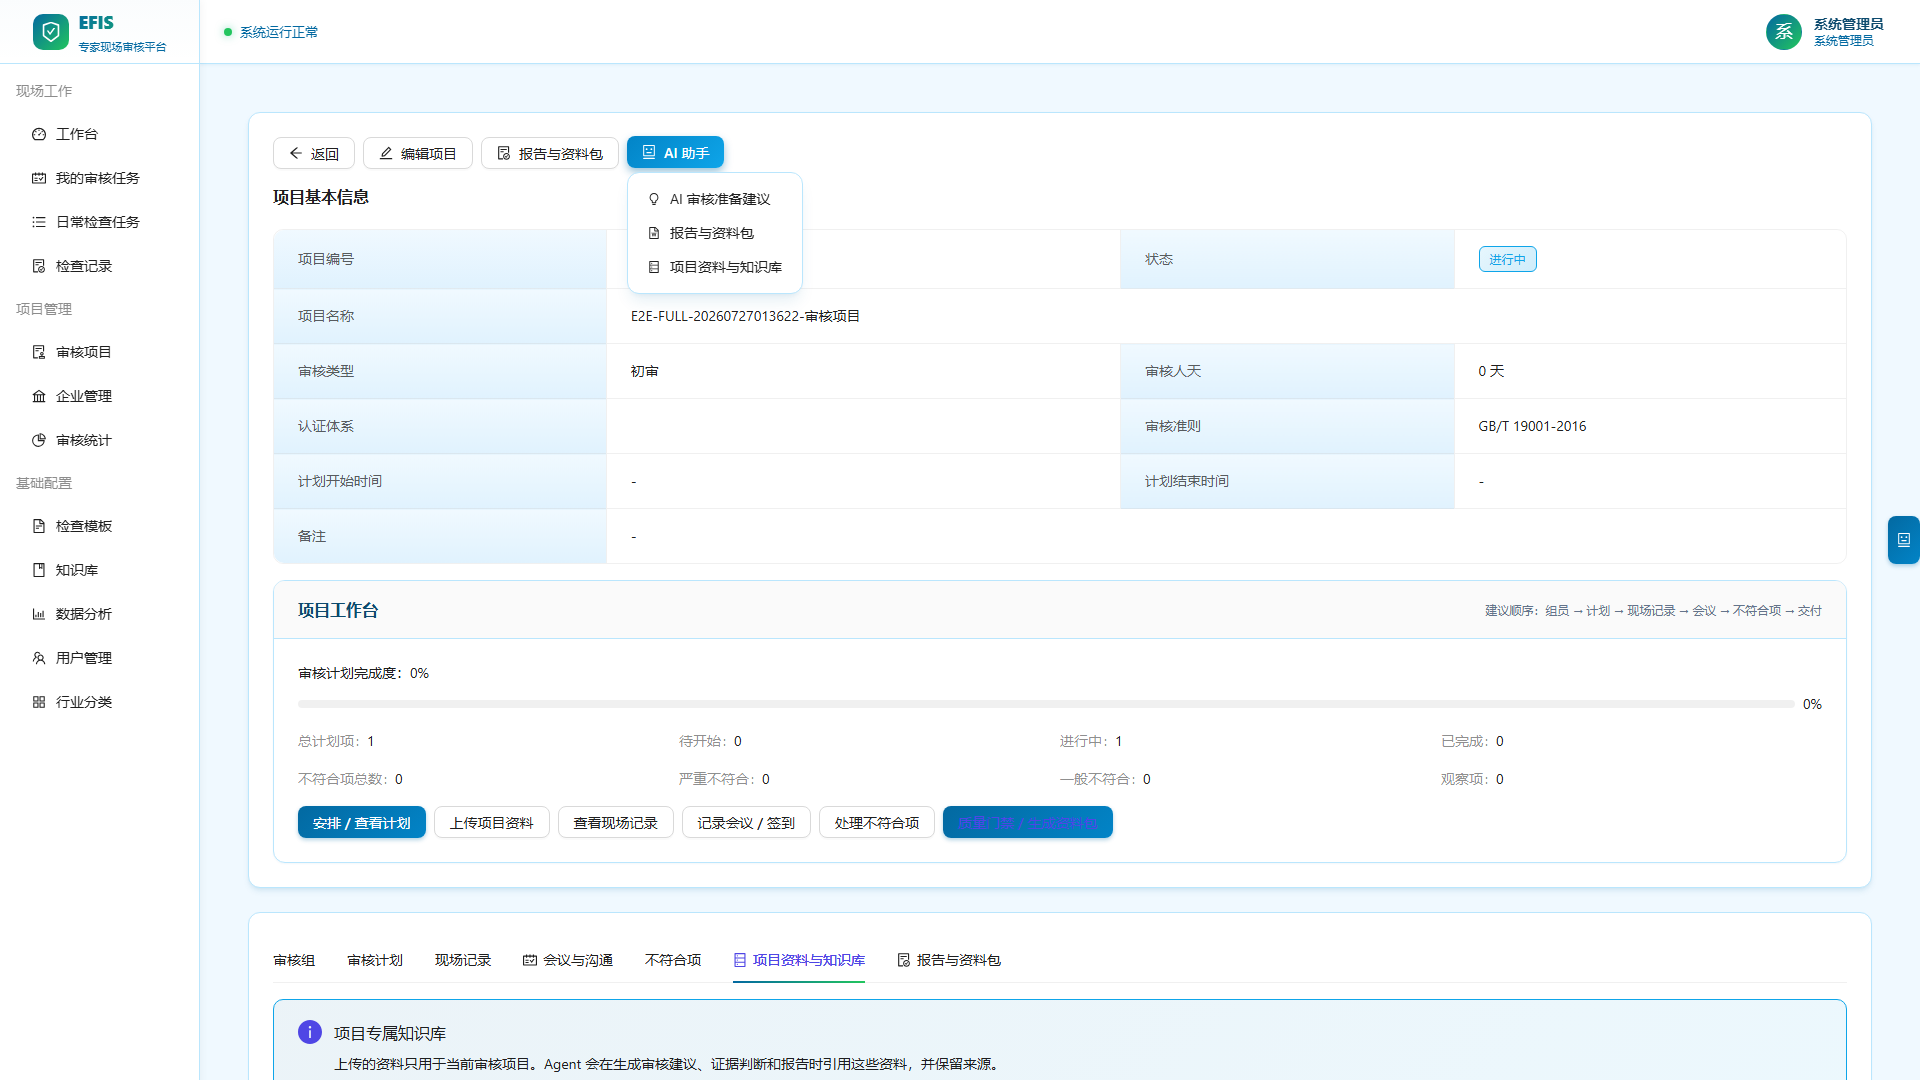 EFIS
专家现场审核平台
系统运行正常
系
系统管理员
系统管理员
现场工作
工作台
我的审核任务
日常检查任务
检查记录
项目管理
审核项目
企业管理
审核统计
基础配置
检查模板
知识库
数据分析
用户管理
行业分类
返回
编辑项目
报告与资料包
AI 助手
AI 审核准备建议
报告与资料包
项目资料与知识库
项目基本信息
项目编号
状态
进行中
项目名称
E2E-FULL-20260727013622-审核项目
审核类型
初审
审核人天
0 天
认证体系
审核准则
GB/T 19001-2016
计划开始时间
-
计划结束时间
-
备注
-
项目工作台
建议顺序：组员 → 计划 → 现场记录 → 会议 → 不符合项 → 交付
审核计划完成度：0%
0%
总计划项：1
待开始：0
进行中：1
已完成：0
不符合项总数：0
严重不符合：0
一般不符合：0
观察项：0
安排 / 查看计划
上传项目资料
查看现场记录
记录会议 / 签到
处理不符合项
审核组
审核计划
现场记录
会议与沟通
不符合项
项目资料与知识库
报告与资料包
项目专属知识库
上传的资料只用于当前审核项目。Agent 会在生成审核建议、证据判断和报告时引用这些资料，并保留来源。